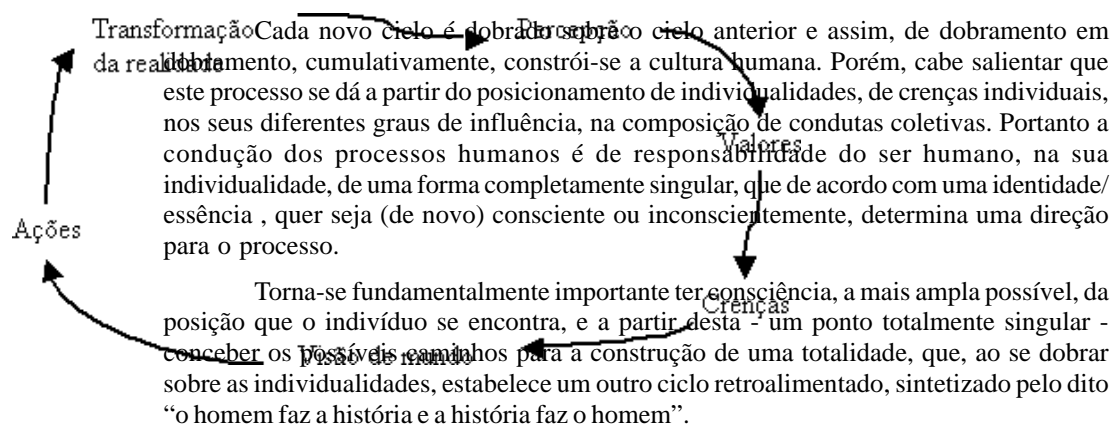 Transformação
da realidade
Percepção
Valores
Crenças
Visão de mundo
Ações
Cada novo ciclo é dobrado sobre o ciclo anterior e assim, de dobramento em
dobramento, cumulativamente, constrói-se a cultura humana. Porém, cabe salientar que
este processo se dá a partir do posicionamento de individualidades, de crenças individuais,
nos seus diferentes graus de influência, na composição de condutas coletivas. Portanto a
condução dos processos humanos é de responsabilidade do ser humano, na sua
individualidade, de uma forma completamente singular, que de acordo com uma identidade/
essência , quer seja (de novo) consciente ou inconscientemente, determina uma direção
para o processo.
Torna-se fundamentalmente importante ter consciência, a mais ampla possível, da
posição que o indivíduo se encontra, e a partir desta - um ponto totalmente singular -
conceber os possíveis caminhos para a construção de uma totalidade, que, ao se dobrar
sobre as individualidades, estabelece um outro ciclo retroalimentado, sintetizado pelo dito
“o homem faz a história e a história faz o homem”.